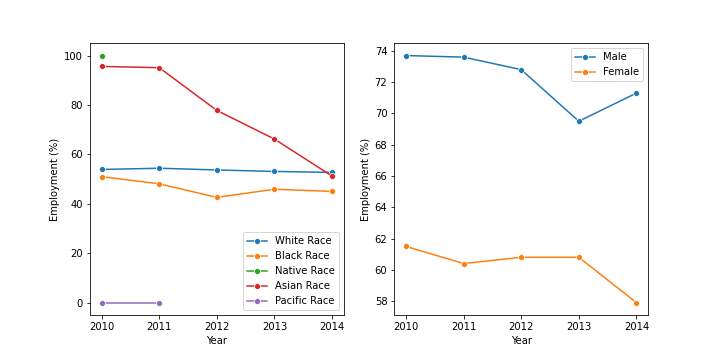 100
80
60
40
20
0
Employment (%)
2010 2011 2012 2013 2014
Year
White Race
Black Race
Native Race
Asian Race
Pacific Race
74
72
70
68
66
64
62
60
58
Employment (%)
2010 2011 2012 2013 2014
Year
Male
Female